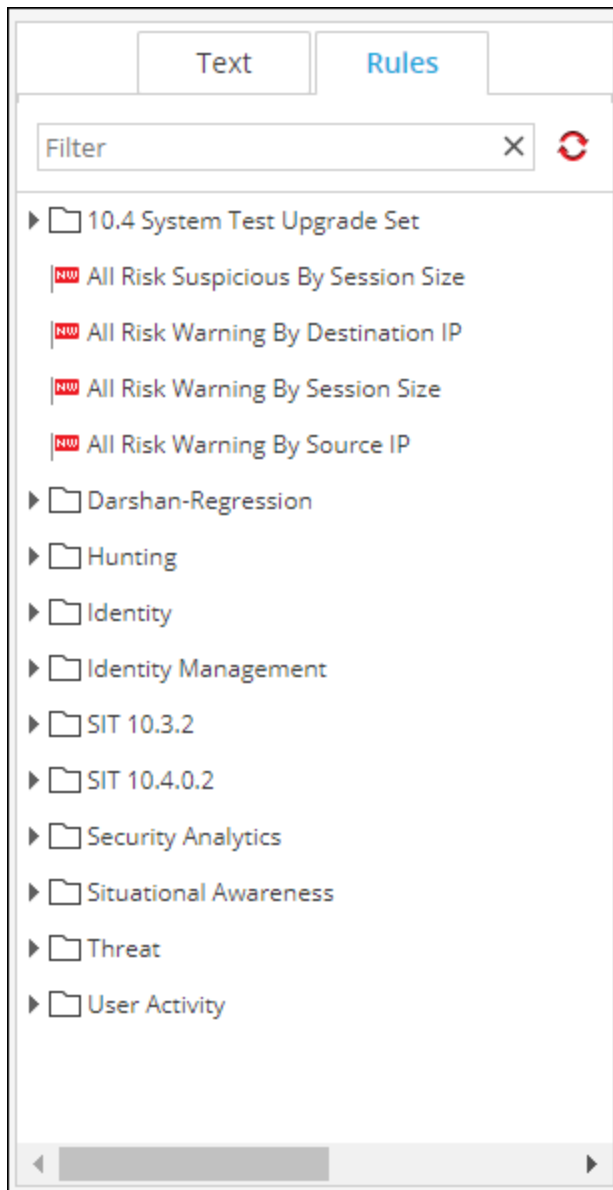 Text
Rules
Filter
10.4 System Test Upgrade Set
NW All Risk Suspicious By Session Size
NW All Risk Warning By Destination IP
NW All Risk Warning By Session Size
NW All Risk Warning By Source IP
Darshan-Regression
Hunting
Identity
Identity Management
SIT 10.3.2
SIT 10.4.0.2
Security Analytics
Situational Awareness
Threat
User Activity